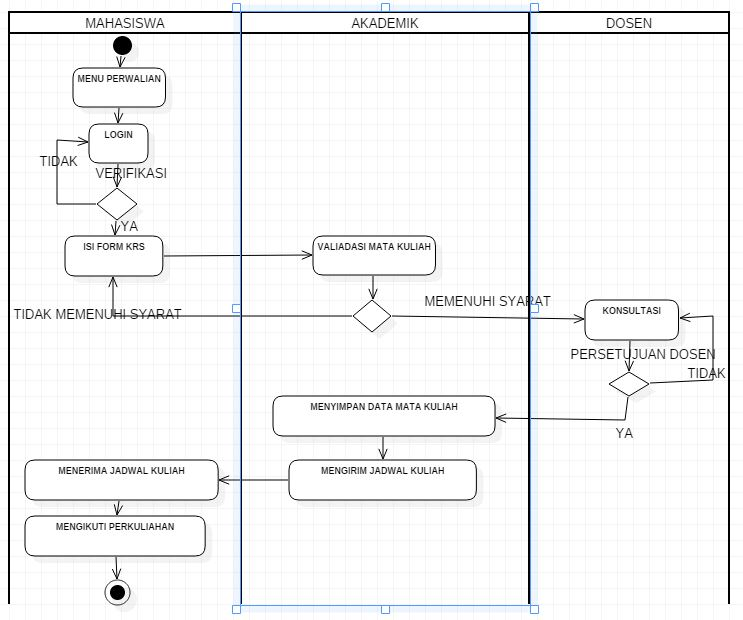 MAHASISWA
AKADEMIK
DOSEN
MENU PERWALIAN
LOGIN
TIDAK
VERIFIKASI
YA
ISI FORM KRS
VALIADASI MATA KULIAH
MEMENUHI SYARAT
TIDAK MEMENUHI SYARAT
KONSULTASI
PERSETUJUAN DOSEN
TIDAK
MENYIMPAN DATA MATA KULIAH
YA
MENERIMA JADWAL KULIAH
MENGIRIM JADWAL KULIAH
MENGIKUTI PERKULIAHAN